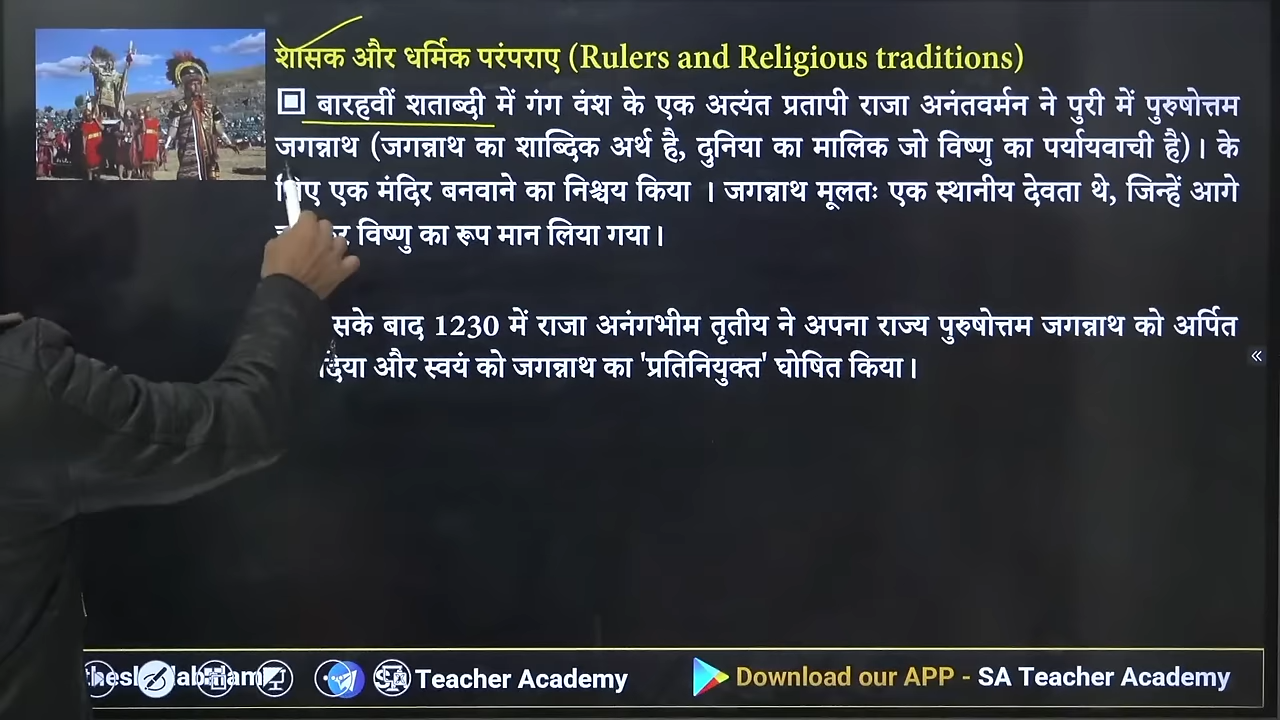 शासक और धर्मिक परंपराए (Rulers and Religious traditions)
बारहवीं शताब्दी में गंग वंश के एक अत्यंत प्रतापी राजा अनंतवर्मन ने पुरी में पुरुषोत्तम
जगन्नाथ (जगन्नाथ का शाब्दिक अर्थ है, दुनिया का मालिक जो विष्णु का पर्यायवाची है)। के
एक मंदिर बनवाने का निश्चय किया । जगन्नाथ मूलतः एक स्थानीय देवता थे, जिन्हें आगे
विष्णु का रूप मान लिया गया।
सके बाद 1230 में राजा अनंगभीम तृतीय ने अपना राज्य पुरुषोत्तम जगन्नाथ को अर्पित
दिया और स्वयं को जगन्नाथ का 'प्रतिनियुक्त' घोषित किया।
Teacher Academy
Download our APP - SA Teacher Academy